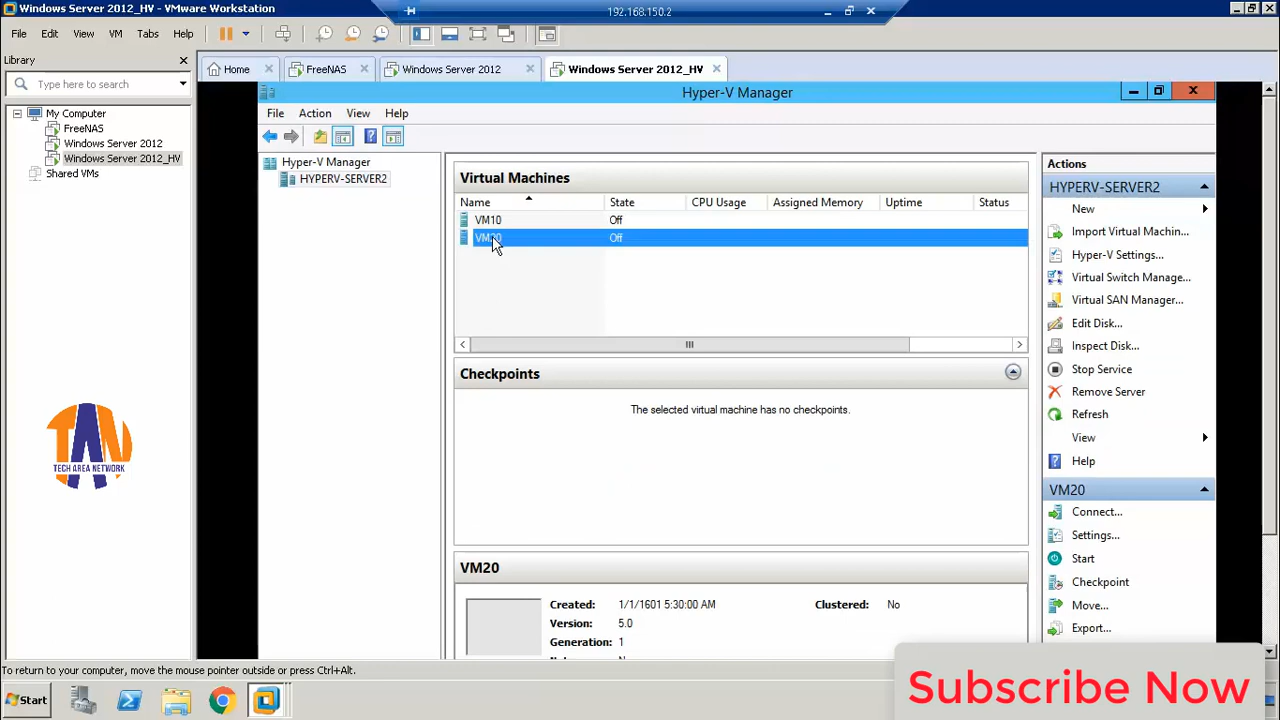 Windows Server 2012_HV - VMware Workstation
192.168.150.2
File Edit View VM Tabs Help
Library
Type here to search
My Computer
FreeNAS
Windows Server 2012
Windows Server 2012_HV
Shared VMs
Home
FreeNAS
Windows Server 2012
Windows Server 2012_HV
Hyper-V Manager
File Action View Help
Hyper-V Manager
HYPERV-SERVER2
Virtual Machines
Name State CPU Usage Assigned Memory Uptime Status
VM10 Off
VM20 Off
Checkpoints
The selected virtual machine has no checkpoints.
VM20
Created: 1/1/1601 5:30:00 AM Clustered: No
Version: 5.0
Generation: 1
Actions
HYPERV-SERVER2
New
Import Virtual Machin...
Hyper-V Settings...
Virtual Switch Manage...
Virtual SAN Manager...
Edit Disk...
Inspect Disk...
Stop Service
Remove Server
Refresh
View
Help
VM20
Connect...
Settings...
Start
Checkpoint
Move...
Export...
TAN
TECH AREA NETWORK
To return to your computer, move the mouse pointer outside or press Ctrl+Alt.
Start
Subscribe Now